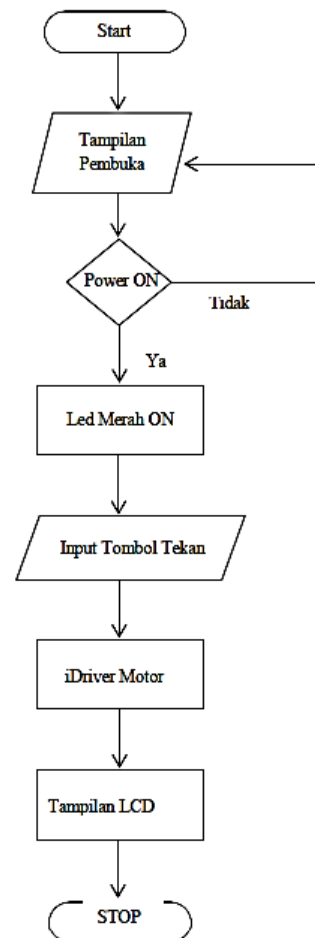 Start
Tampilan
Pembuka
Power ON
Tidak
Ya
Led Merah ON
Input Tombol Tekan
iDriver Motor
Tampilan LCD
STOP